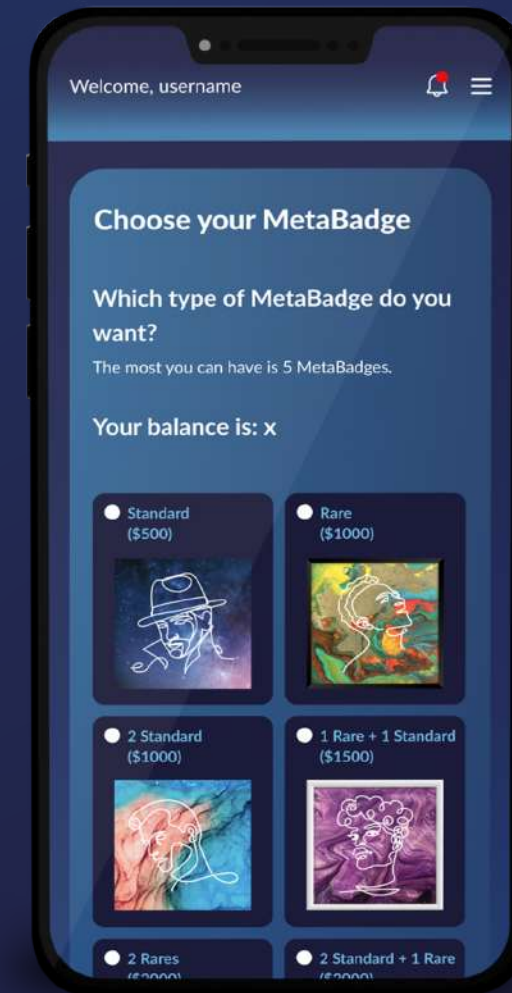 Welcome, username
Choose your MetaBadge
Which type of MetaBadge do you
want?
The most you can have is 5 MetaBadges.
Your balance is: x
Standard
($500)
Rare
($1000)
2 Standard
($1000)
1 Rare + 1 Standard
($1500)
2 Rares
($2000)
2 Standard + 1 Rare
($2000)